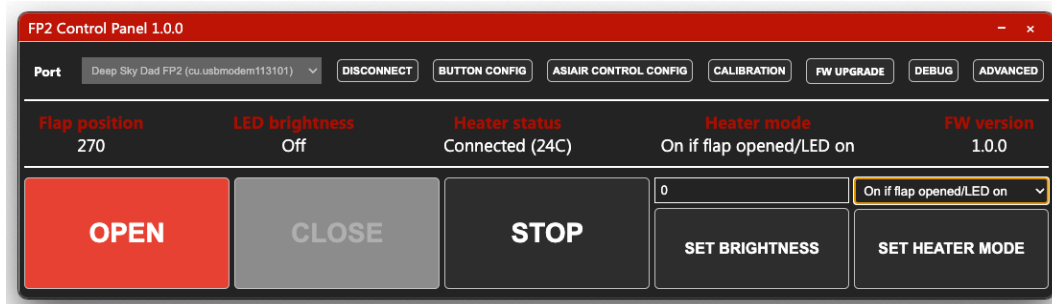 FP2 Control Panel 1.0.0
Port Deep Sky Dad FP2 (cu.usbmodem113101) DISCONNECT BUTTON CONFIG ASIAIR CONTROL CONFIG CALIBRATION FW UPGRADE DEBUG ADVANCED
Flap position LED brightness Heater status Heater mode FW version
270 Off Connected (24C) On if flap opened/LED on 1.0.0
0 On if flap opened/LED on
OPEN CLOSE STOP SET BRIGHTNESS SET HEATER MODE